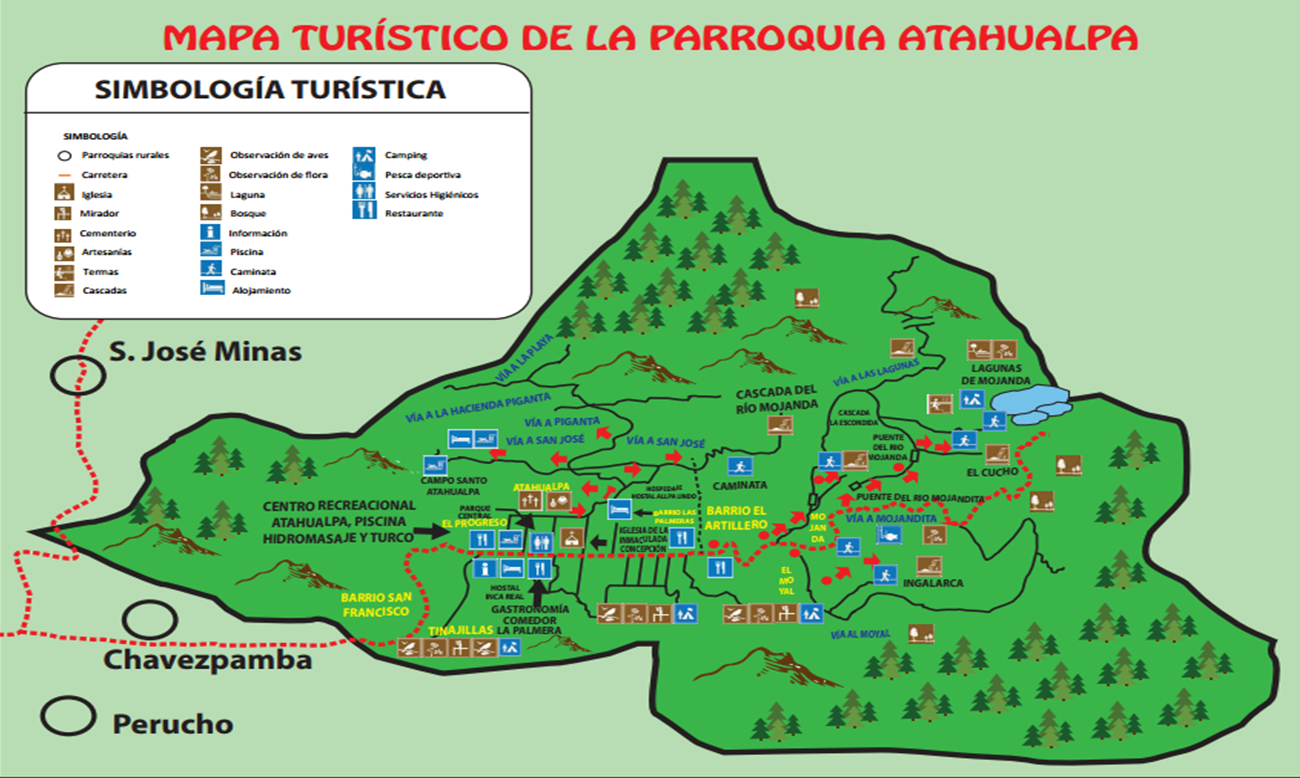 MAPA TURÍSTICO DE LA PARROQUIA ATAHUALPA
SIMBOLOGÍA TURÍSTICA
SIMBOLOGÍA
Parroquias rurales
Carretera
Iglesia
Mirador
Cementerio
Artesanías
Termas
Cascadas
Observación de aves
Observación de flora
Laguna
Bosque
Información
Piscina
Caminata
Alojamiento
Camping
Pesca deportiva
Servicios Higiénicos
Restaurante
S. José Minas
VÍA A LA PLAYA
VÍA A LAS LAGUNAS
LAGUNAS
DE MOJANDA
VÍA A LA HACIENDA PIGANTA
VÍA A PIGANTA
VÍA A SAN JOSÉ
VÍA A SAN JOSÉ
CASCADA DEL
RÍO MOJANDA
CASCADA
LA ESCONDIDA
PUENTE
DEL RIO
MOJANDA
EL CUCHO
CAMPO SANTO
ATAHUALPA
ATAHUALPA
HOSPEDAJE
HOSTAL ALLPA LINDO
CAMINATA
PUENTE DEL RIO MOJANDITA
CENTRO RECREACIONAL
ATAHUALPA, PISCINA
HIDROMASAJE Y TURCO
PARQUE
CENTRAL
EL PROGRESO
BARRIO LAS
PALMERAS
IGLESIA DE LA
INMACULADA
CONCEPCIÓN
BARRIO EL
ARTILLERO
MO
JAN
DA
VÍA A MOJANDITA
EL
MO
YAL
INGALARCA
HOSTAL
INCA REAL
GASTRONOMÍA
COMEDOR
LA PALMERA
BARRIO SAN
FRANCISCO
TINAJILLAS
VÍA AL MOYAL
Chavezpamba
Perucho